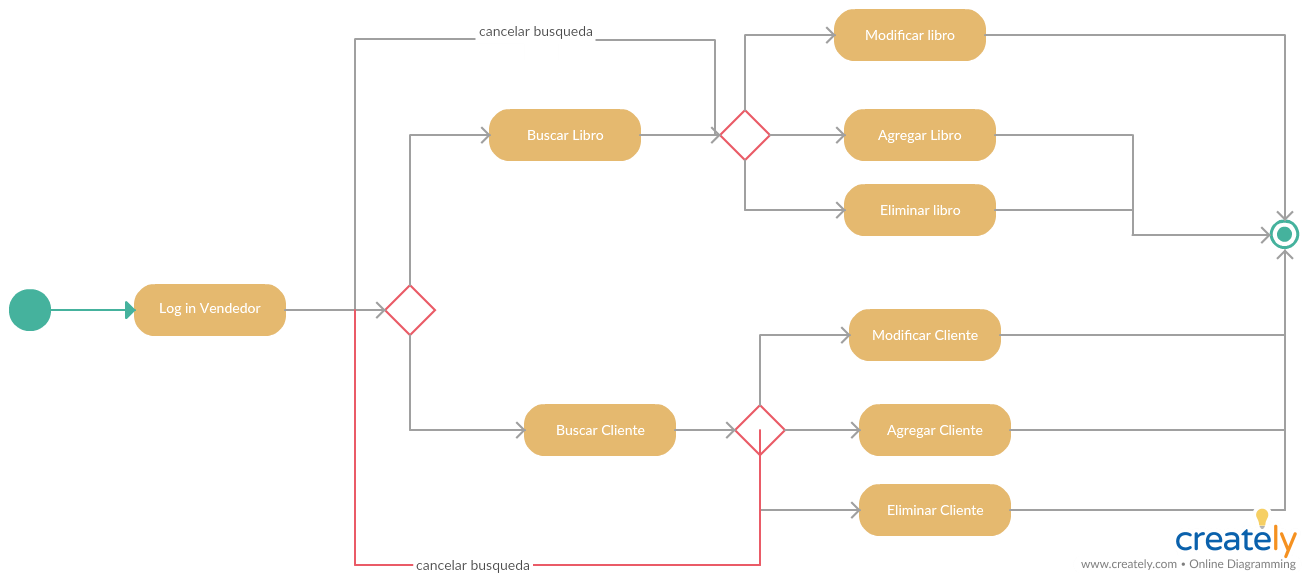 cancelar busqueda
Modificar libro
Buscar Libro
Agregar Libro
Eliminar libro
Log in Vendedor
Modificar Cliente
Buscar Cliente
Agregar Cliente
Eliminar Cliente
cancelar busqueda
creately
www.creately.com • Online Diagramming